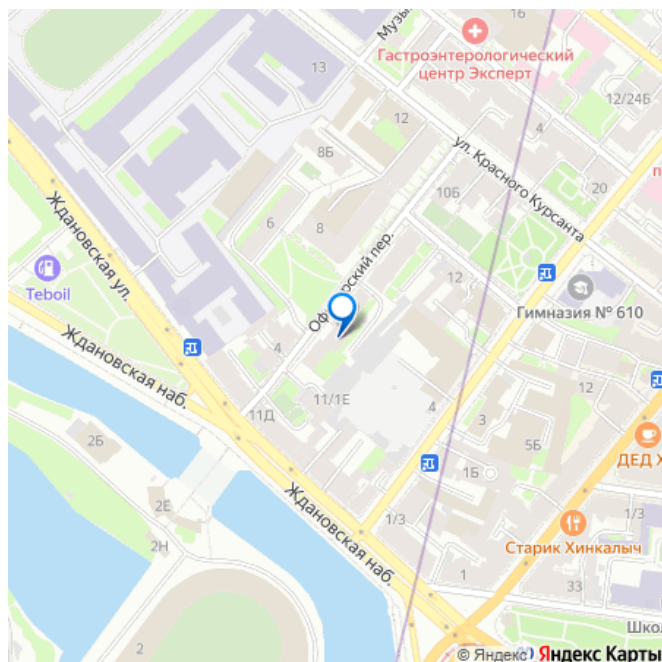 Музы
16
Гастроэнтерологический
центр Эксперт
13
12
12/24Б
4
8Б
ул. Красного Курсанта
10Б
20
6
8
Ждановская ул.
Teboil
12
Гимназия № 610
Ждановская наб.
4
11/1Е
11Д
4
3
12
5Б
ДЕД Х
2Б
1Б
2Е
Ждановская наб.
1/3
1/3
2Н
Старик Хинкалыч
1
33
2
Школ
© Яндекс
Яндекс Карты